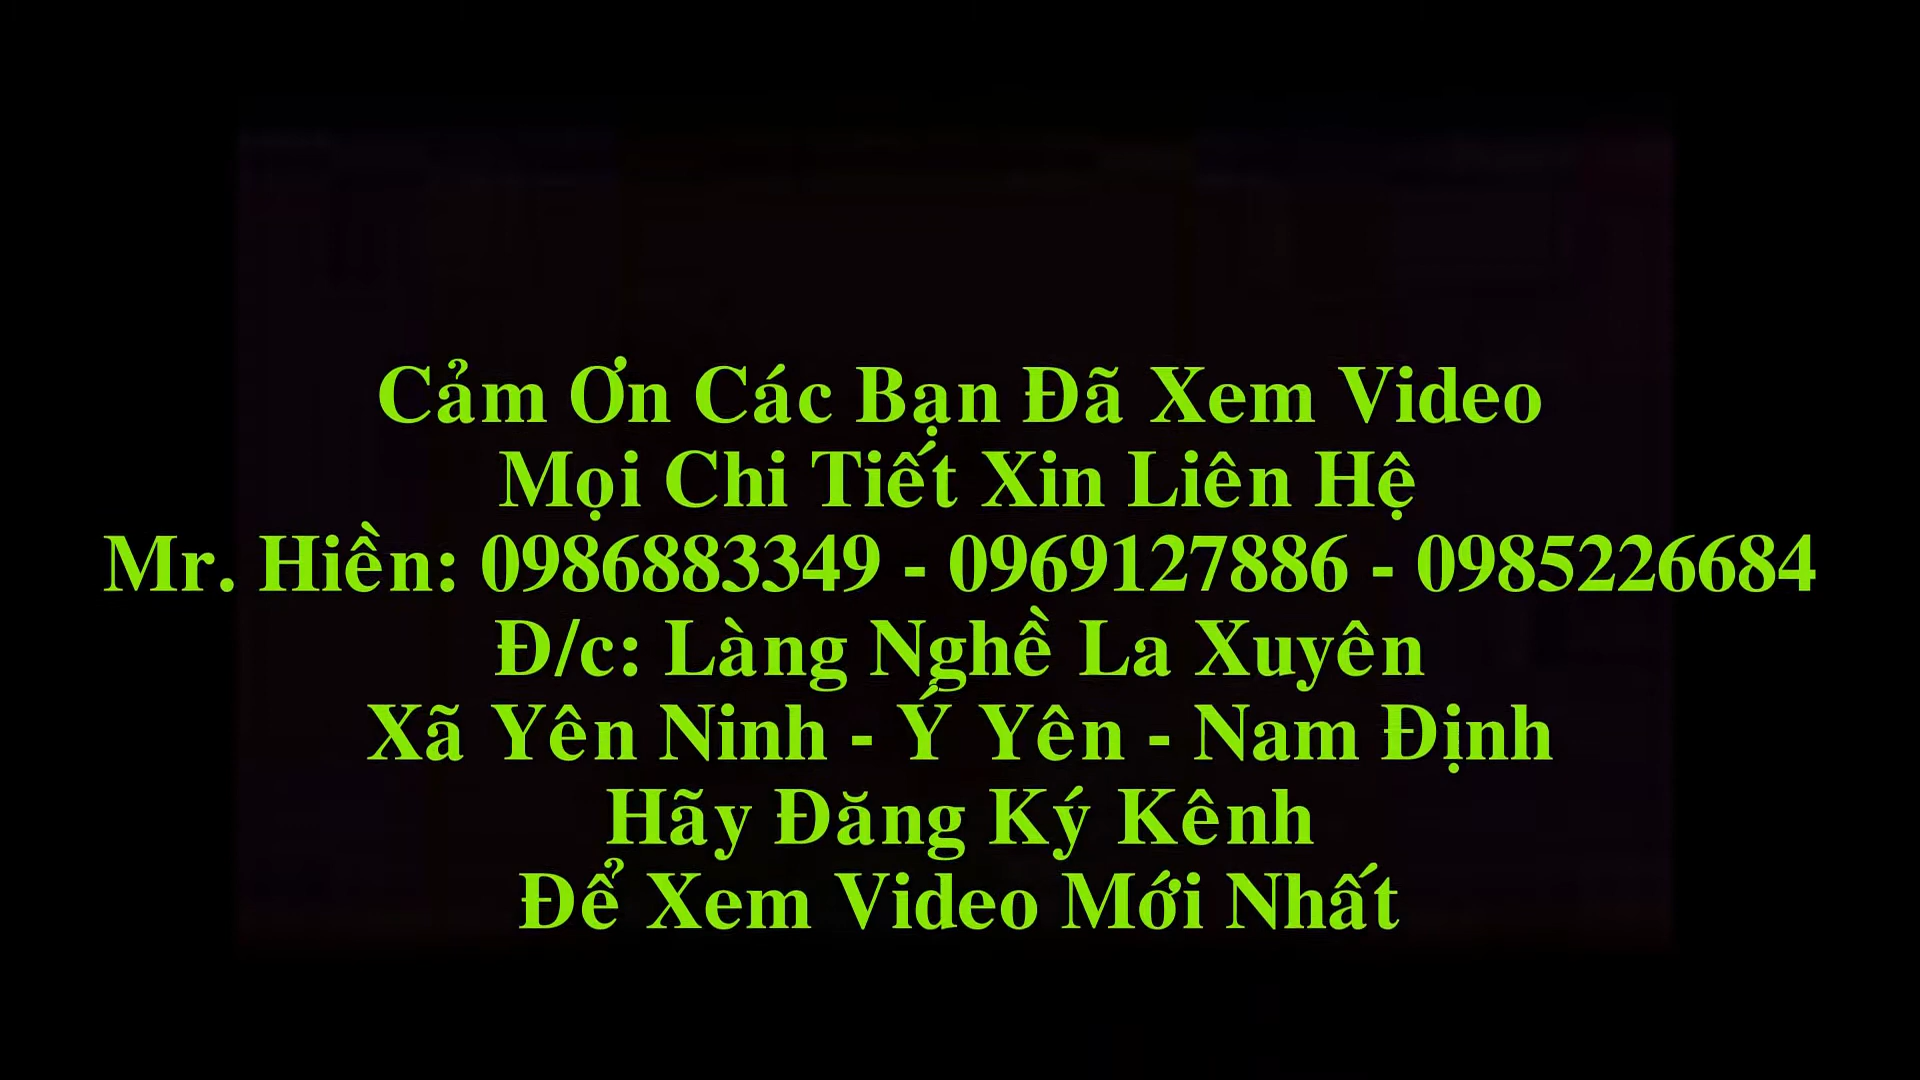 Cảm Ơn Các Bạn Đã Xem Video
Mọi Chi Tiết Xin Liên Hệ
Mr. Hiền: 0986883349 - 0969127886 - 0985226684
Đ/c: Làng Nghề La Xuyên
Xã Yên Ninh - Ý Yên - Nam Định
Hãy Đăng Ký Kênh
Để Xem Video Mới Nhất